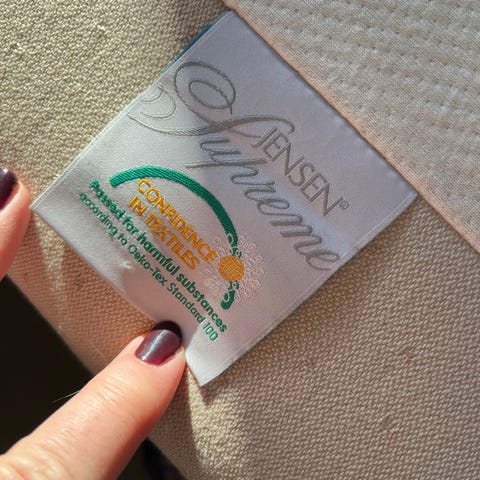 JENSEN®
Supreme
CONFIDENCE
IN TEXTILES
Passed for harmful substances
according to Oeko-Tex Standard 100